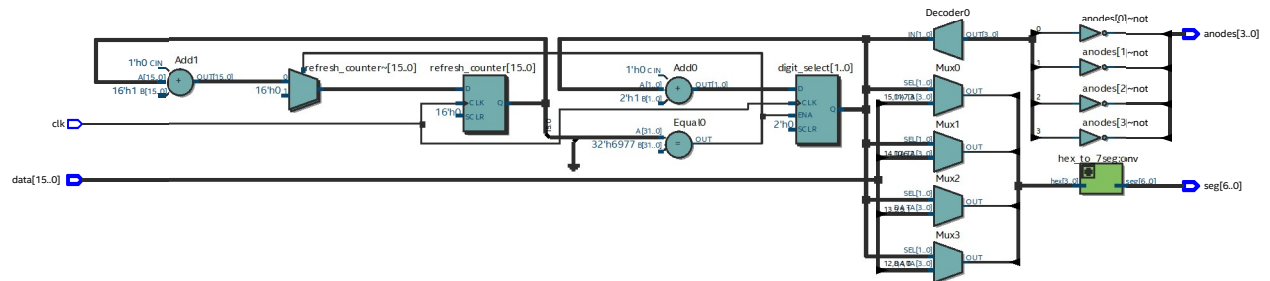 Decoder0
IN[1..0]
OUT[3..0]
anodes[0]~not
0
anodes[3..0]
Add1
1'h0 CIN
A[15..0]
OUT[15..0]
16'h1 B[15..0]
refresh_counter~[15..0]
0
16'h0
1
refresh_counter[15..0]
D
CLK
Q
16'h0
SCLR
Add0
1'h0 CIN
A[1..0]
OUT[1..0]
2'h1 B[1..0]
digit_select[1..0]
D
CLK
ENA
Q
2'h0
SCLR
Mux0
SEL[1..0]
OUT
anodes[1]~not
1
anodes[2]~not
2
clk
Equal0
A[31..0]
OUT
32'h6977 B[31..0]
Mux1
SEL[1..0]
OUT
anodes[3]~not
3
data[15..0]
Mux2
SEL[1..0]
OUT
hex[3..0]
seg[6..0]
seg[6..0]
Mux3
SEL[1..0]
OUT